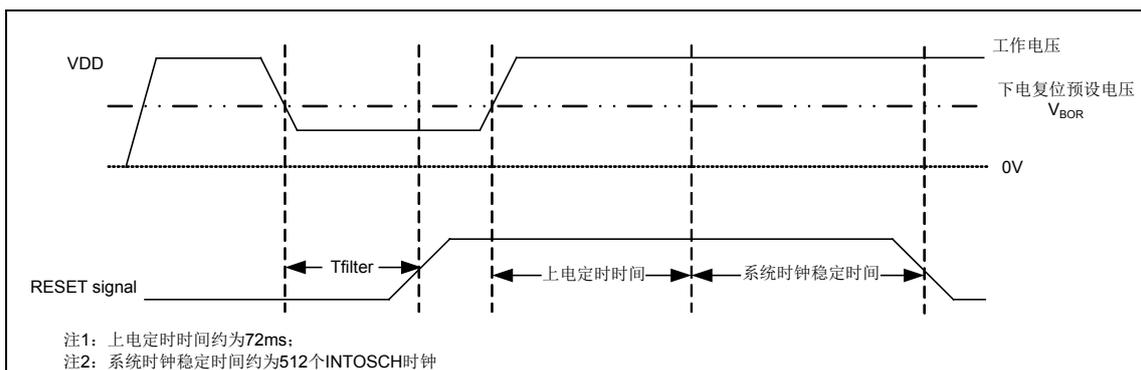 工作电压
VDD
下电复位预设电压
VBOR
0V
Tfilter
上电定时时间
系统时钟稳定时间
RESET signal
注1：上电定时时间约为72ms；
注2：系统时钟稳定时间约为512个INTOSCH时钟